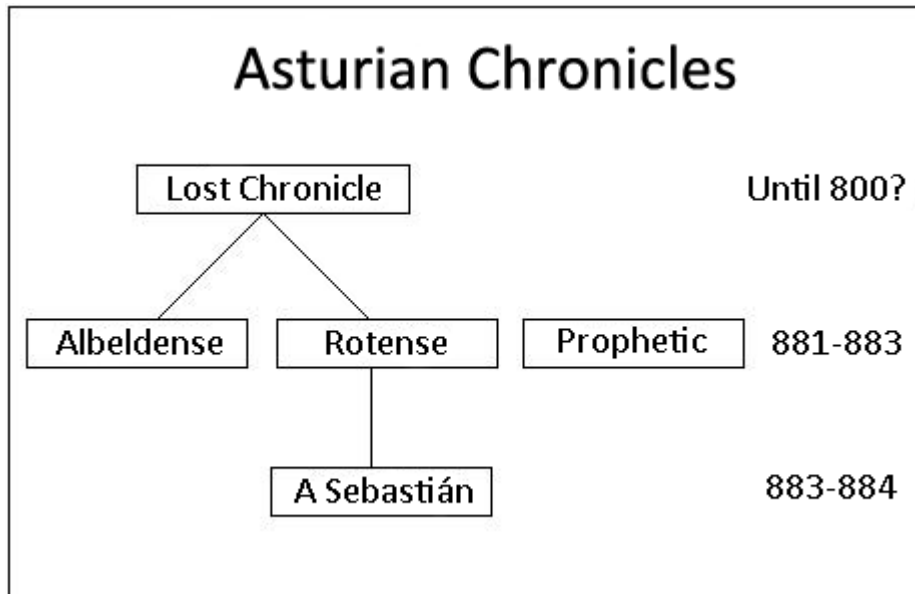 Asturian Chronicles
Lost Chronicle Until 800?
Albeldense Rotense Prophetic 881-883
A Sebastián 883-884